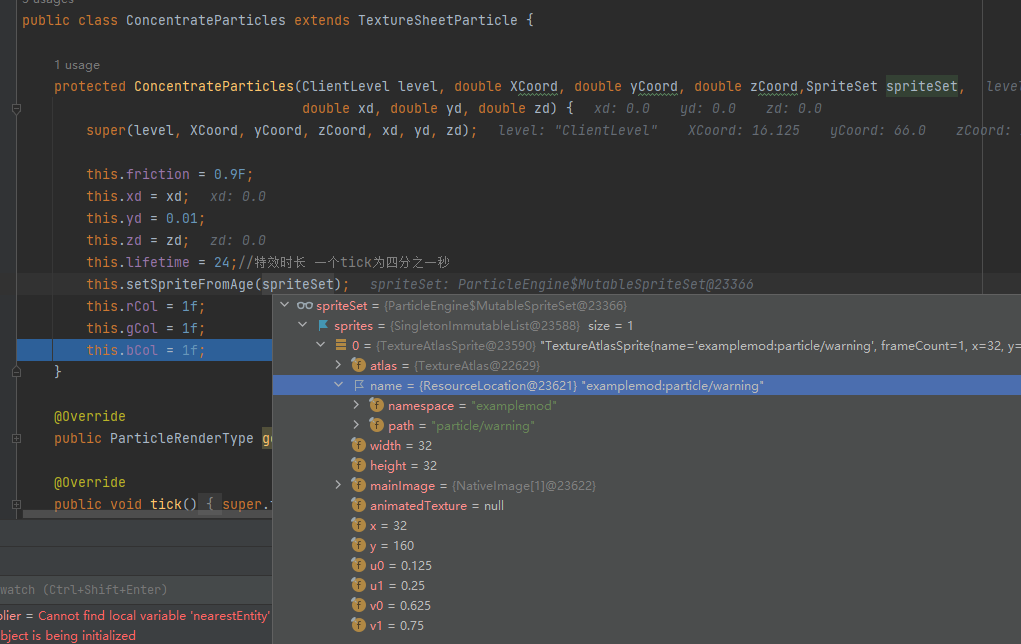 public class ConcentrateParticles extends TextureSheetParticle {
1 usage
protected ConcentrateParticles(ClientLevel level, double XCoord, double yCoord, double zCoord,SpriteSet spriteSet, leve
double xd, double yd, double zd) { xd: 0.0 yd: 0.0 zd: 0.0
super(level, XCoord, yCoord, zCoord, xd, yd, zd); level: "ClientLevel" XCoord: 16.125 yCoord: 66.0 zCoord:
this.friction = 0.9F;
this.xd = xd; xd: 0.0
this.yd = 0.01;
this.zd = zd; zd: 0.0
this.lifetime = 24;//特效时长 一个tick为四分之一秒
this.setSpriteFromAge(spriteSet); spriteSet: ParticleEngine$MutableSpriteSet@23366
this.rCol = 1f;
this.gCol = 1f;
this.bCol = 1f;
}
@Override
public ParticleRenderType g
@Override
public void tick() { super.
spriteSet = {ParticleEngine$MutableSpriteSet@23366}
sprites = {SingletonImmutableList@23588} size = 1
0 = {TextureAtlasSprite@23590} "TextureAtlasSprite{name='examplemod:particle/warning', frameCount=1, x=32, y=
atlas = {TextureAtlas@22629}
name = {ResourceLocation@23621} "examplemod:particle/warning"
namespace = "examplemod"
path = "particle/warning"
width = 32
height = 32
mainImage = {NativeImage[1]@23622}
animatedTexture = null
x = 32
y = 160
u0 = 0.125
u1 = 0.25
v0 = 0.625
v1 = 0.75
watch (Ctrl+Shift+Enter)
plier = Cannot find local variable 'nearestEntity'
bject is being initialized